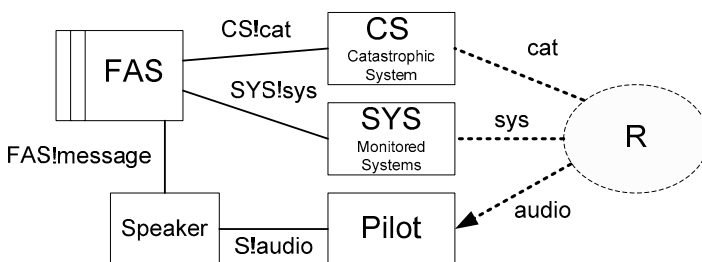 CS!cat
CS
Catastrophic
System
cat
FAS
SYS!sys
SYS
Monitored
Systems
sys
R
FAS!message
Speaker
S!audio
Pilot
audio